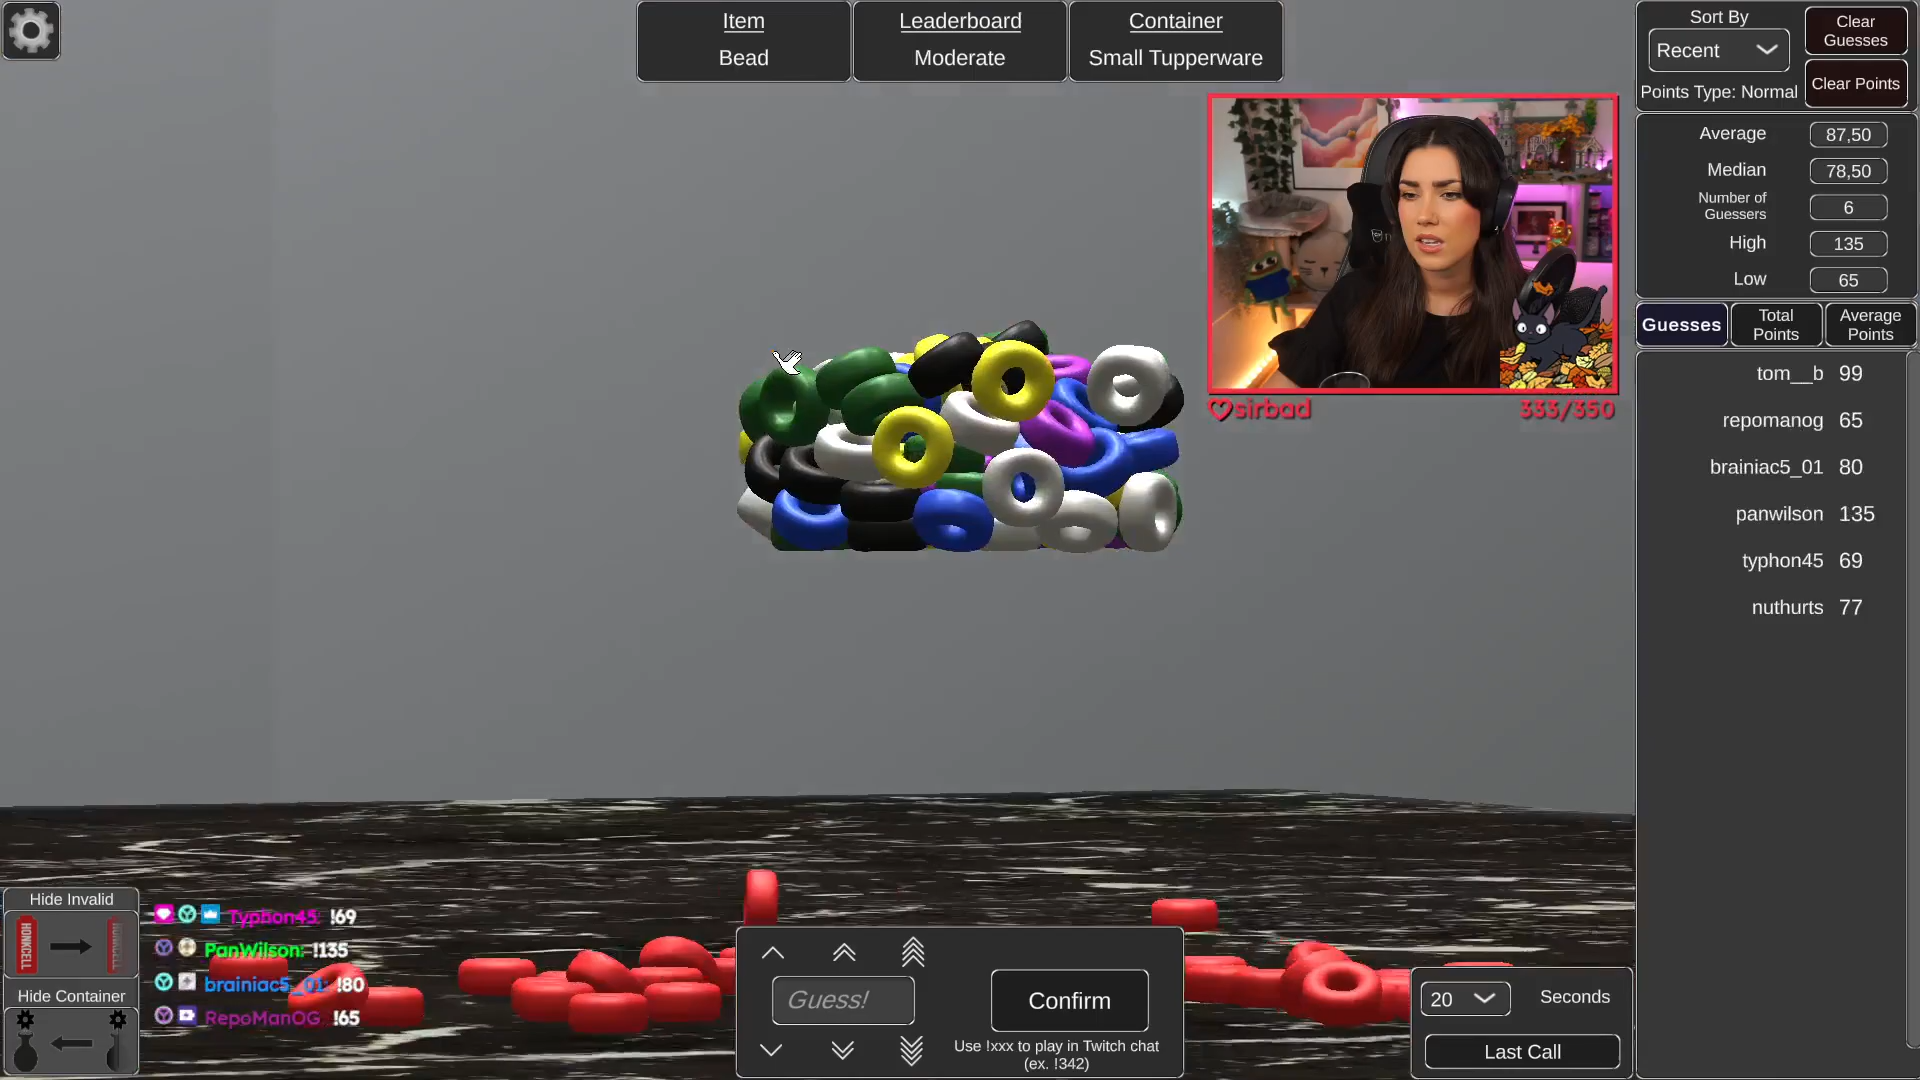 Item
Bead
Leaderboard
Moderate
Container
Small Tupperware
Sort By
Recent
Clear
Guesses
Points Type: Normal
Clear Points
Average 87,50
Median 78,50
Number of
Guessers
6
High 135
Low 65
Guesses
Total
Points
Average
Points
tom__b 99
repomanog 65
brainiac5_01 80
panwilson 135
typhon45 69
nuthurts 77
sirbad 333/350
Hide Invalid
HONKCELL
HONKCELL
Hide Container
Typhon45: !69
PanWilson: !135
brainiac5_01: !80
RepoManOG: !65
Guess!
Confirm
Use !xxx to play in Twitch chat
(ex. !342)
20 Seconds
Last Call